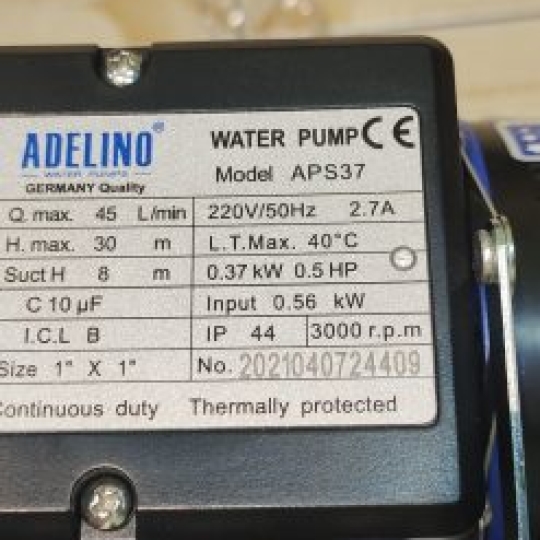 ADELINO®
WATER PUMPS
GERMANY Quality
WATER PUMP CE
Model APS37
Q. max. 45 L/min 220V/50Hz 2.7A
H. max. 30 m L.T.Max. 40°C
Suct H 8 m 0.37 kW 0.5 HP
C 10 µF Input 0.56 kW
I.C.L B IP 44 3000 r.p.m
Size 1" X 1" No. 2021040724409
Continuous duty Thermally protected